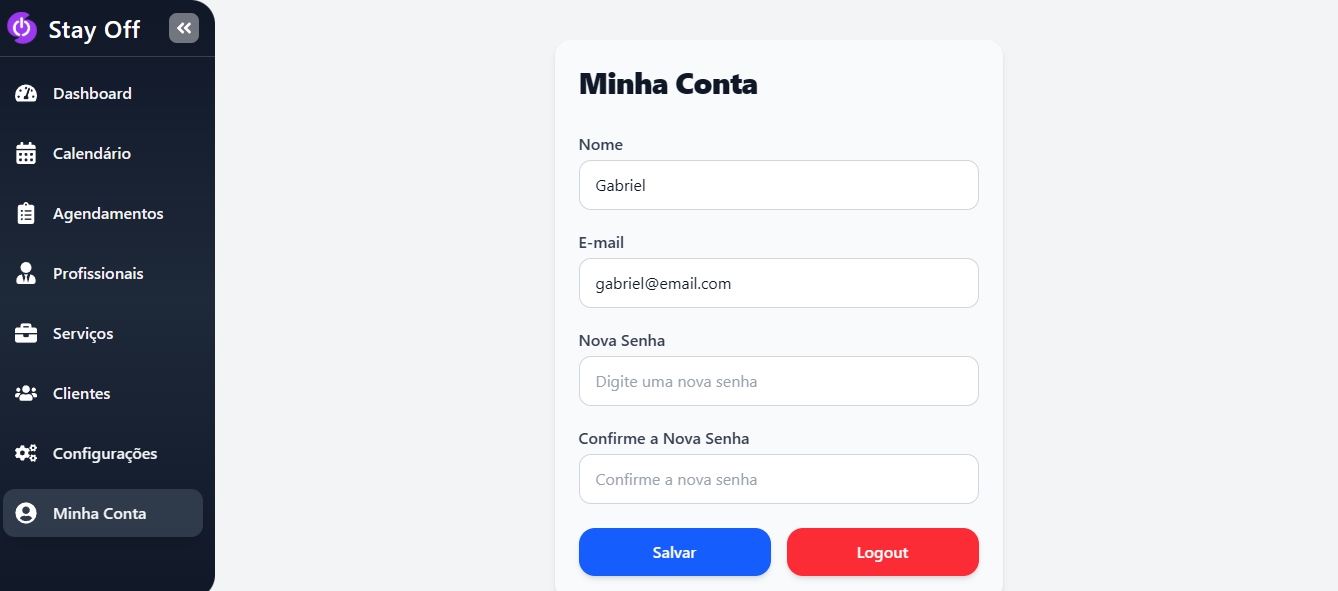 Stay Off
Dashboard
Calendário
Agendamentos
Profissionais
Serviços
Clientes
Configurações
Minha Conta
Minha Conta
Nome
Gabriel
E-mail
gabriel@email.com
Nova Senha
Digite uma nova senha
Confirme a Nova Senha
Confirme a nova senha
Salvar
Logout